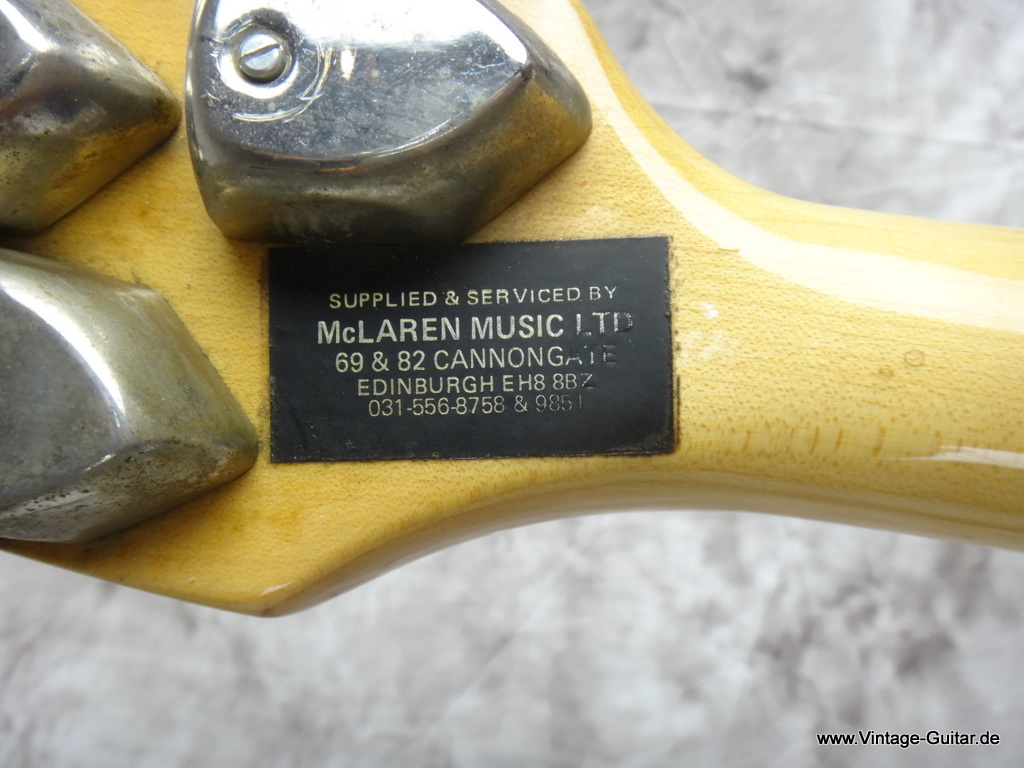 SUPPLIED & SERVICED BY
McLAREN MUSIC LTD
69 & 82 CANNONGATE
EDINBURGH EH8 8BZ
031-556-8758 & 9851
www.Vintage-Guitar.de